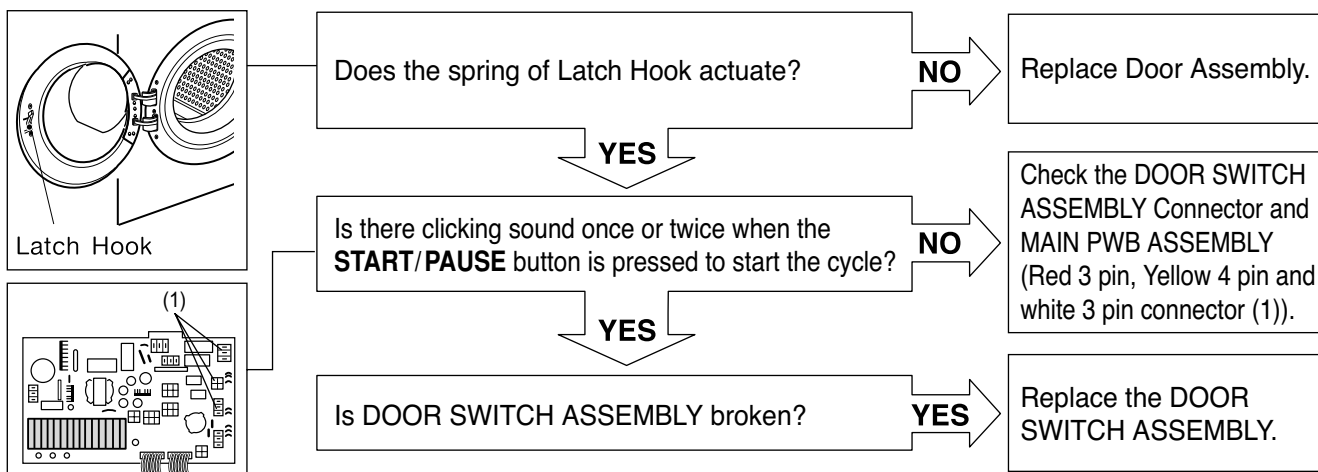 Latch Hook
Does the spring of Latch Hook actuate?
NO
Replace Door Assembly.
YES
Is there clicking sound once or twice when the
START/PAUSE button is pressed to start the cycle?
NO
Check the DOOR SWITCH
ASSEMBLY Connector and
MAIN PWB ASSEMBLY
(Red 3 pin, Yellow 4 pin and
white 3 pin connector (1)).
(1)
YES
Is DOOR SWITCH ASSEMBLY broken?
YES
Replace the DOOR
SWITCH ASSEMBLY.